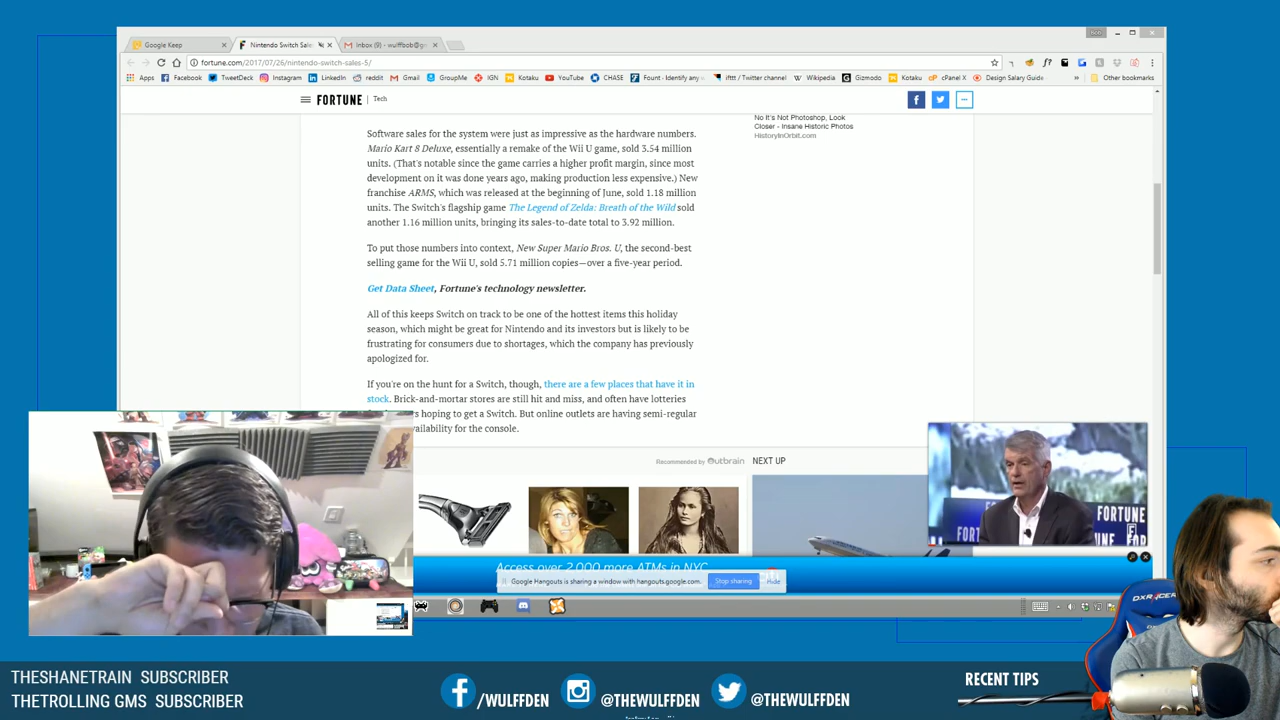 Google Keep
Nintendo Switch Sale
Inbox (9) - wulffbob@g
fortune.com/2017/07/26/nintendo-switch-sales-5/
Apps Facebook TweetDeck Instagram LinkedIn reddit Gmail GroupMe IGN Kotaku YouTube CHASE Fount - Identify any ifttt / Twitter channel Wikipedia Gizmodo Kotaku cPanel X Design Salary Guide » Other bookmarks
FORTUNE | Tech
No It's Not Photoshop, Look
Closer - Insane Historic Photos
HistoryInOrbit.com
Software sales for the system were just as impressive as the hardware numbers.
Mario Kart 8 Deluxe, essentially a remake of the Wii U game, sold 3.54 million
units. (That's notable since the game carries a higher profit margin, since most
development on it was done years ago, making production less expensive.) New
franchise ARMS, which was released at the beginning of June, sold 1.18 million
units. The Switch's flagship game The Legend of Zelda: Breath of the Wild sold
another 1.16 million units, bringing its sales-to-date total to 3.92 million.
To put those numbers into context, New Super Mario Bros. U, the second-best
selling game for the Wii U, sold 5.71 million copies—over a five-year period.
Get Data Sheet, Fortune's technology newsletter.
All of this keeps Switch on track to be one of the hottest items this holiday
season, which might be great for Nintendo and its investors but is likely to be
frustrating for consumers due to shortages, which the company has previously
apologized for.
If you're on the hunt for a Switch, though, there are a few places that have it in
stock. Brick-and-mortar stores are still hit and miss, and often have lotteries
hoping to get a Switch. But online outlets are having semi-regular
availability for the console.
Recommended by Outbrain
NEXT UP
FORTUNE
FORTUNE
Access over 2,000 more ATMs in NYC
Google Hangouts is sharing a window with hangouts.google.com.
Stop sharing
Hide
DXRACER
THESHANETRAIN SUBSCRIBER
THETROLLING GMS SUBSCRIBER
/WULFFDEN
@THEWULFFDEN
@THEWULFFDEN
RECENT TIPS